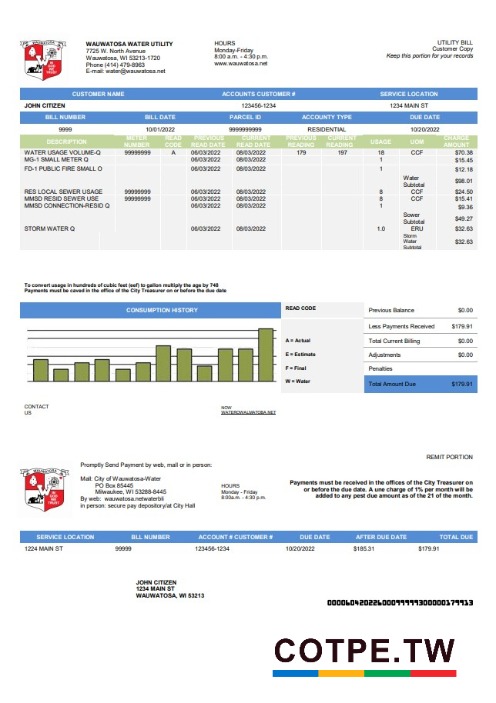 WAUWATOSA WATER UTILITY
7725 W. North Avenue
Wauwatosa, WI 53213-1720
Phone (414) 479-8963
E-mail: water@wauwatosa.net
HOURS
Monday-Friday
8:00 a.m. - 4:30 p.m.
www.wauwatosa.net
UTILITY BILL
Customer Copy
Keep this portion for your records
CUSTOMER NAME ACCOUNTS CUSTOMER # SERVICE LOCATION
JOHN CITIZEN 123456-1234 1234 MAIN ST
BILL NUMBER BILL DATE PARCEL ID ACCOUNTY TYPE DUE DATE
9999 10/01/2022 9999999999 RESIDENTIAL 10/20/2022
DESCRIPTION METER NUMBER READ CODE PREVIOUS READ DATE CURRENT READ DATE PREVIOUS READING CURRENT READING USAGE UOM CHARGE AMOUNT
WATER USAGE VOLUME-Q 99999999 A 06/03/2022 08/03/2022 179 197 18 CCF $70.38
MG-1 SMALL METER Q 06/03/2022 08/03/2022 1 $15.45
FD-1 PUBLIC FIRE SMALL O 06/03/2022 08/03/2022 1 $12.18
Water Subtotal $98.01
RES LOCAL SEWER USAGE 99999999 06/03/2022 08/03/2022 8 CCF $24.50
MMSD RESID SEWER USE 99999999 06/03/2022 08/03/2022 8 CCF $15.41
MMSD CONNECTION-RESID Q 06/03/2022 08/03/2022 1 $9.36
Sower Subtotal $49.27
STORM WATER Q 06/03/2022 08/03/2022 1.0 ERU $32.63
Storm Water Subtotal $32.63
To convert usage in hundreds of cubic feet (eef) to gallon multiply the age by 748
Payments must be caved in the office of the City Treasurer on or before the due date
CONSUMPTION HISTORY
READ CODE
A = Actual
E = Estimate
F = Final
W = Water
Previous Balance $0.00
Less Payments Received $179.91
Total Current Billing $0.00
Adjustments $0.00
Penalties
Total Amount Due $179.91
CONTACT
US
NOW
WATER@WAUWATOSA.NET
REMIT PORTION
Promptly Send Payment by web, mail or in person:
Mail: City of Wauwatosa-Water
PO Box 85445
Milwaukee, WI 53288-8445
By web: wauwatosa.netwaterbli
in person: secure pay depository/at City Hall
HOURS
Monday - Friday
8:00a.m. - 4:30 p.m.
Payments must be received in the offices of the City Treasurer on
or before the due date. A une charge of 1% per month will be
added to any pest due amount as of the 21 of the month.
SERVICE LOCATION BLL NUMBER ACCOUNT # CUSTOMER # DUE DATE AFTER DUE DATE TOTAL DUE
1224 MAIN ST 99999 123456-1234 10/20/2022 $185.31 $179.91
JOHN CITIZEN
1234 MAIN ST
WAUWATOSA, WI 53213
COTPE.TW